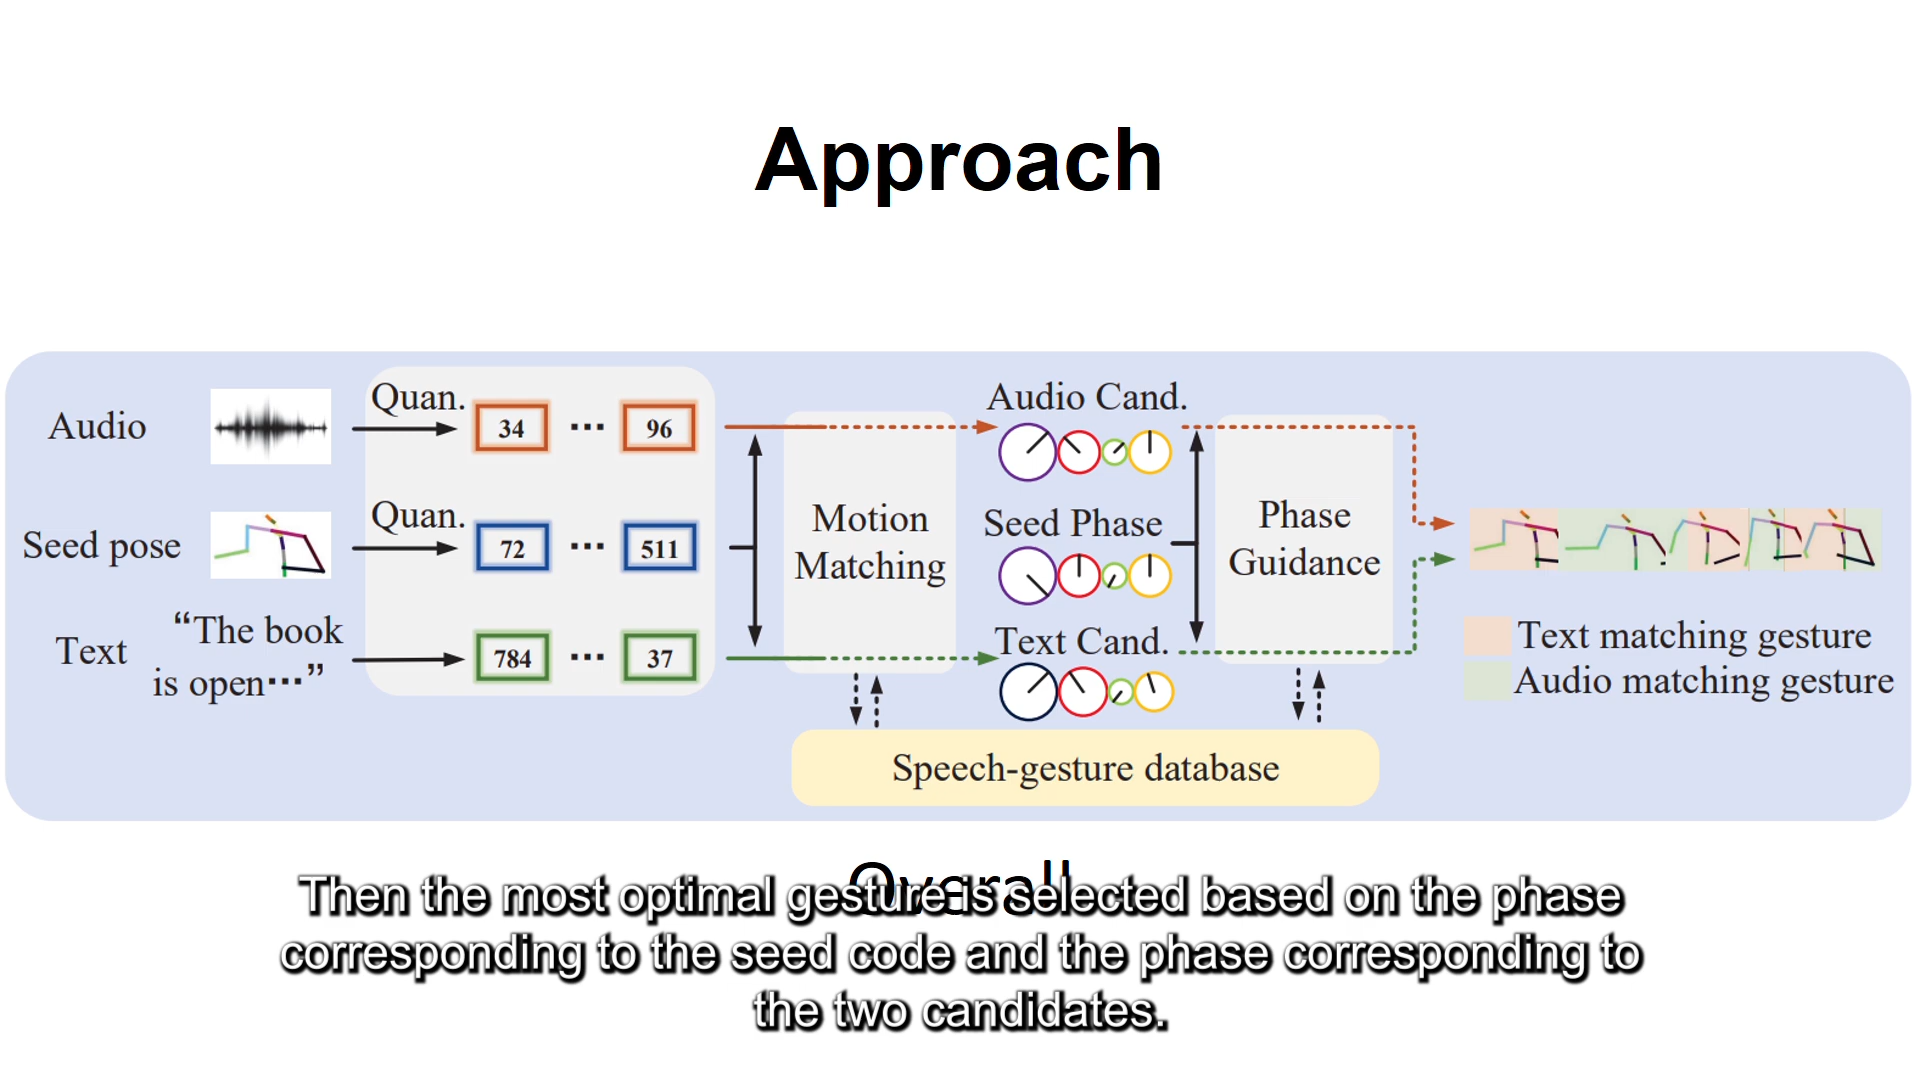 Approach
Audio
Quan.
34 ··· 96
Seed pose
Quan.
72 ··· 511
Text
“The book
is open···”
784 ··· 37
Motion
Matching
Audio Cand.
Seed Phase
Text Cand.
Phase
Guidance
Speech-gesture database
Text matching gesture
Audio matching gesture
Overall
Then the most optimal gesture is selected based on the phase
corresponding to the seed code and the phase corresponding to
the two candidates.